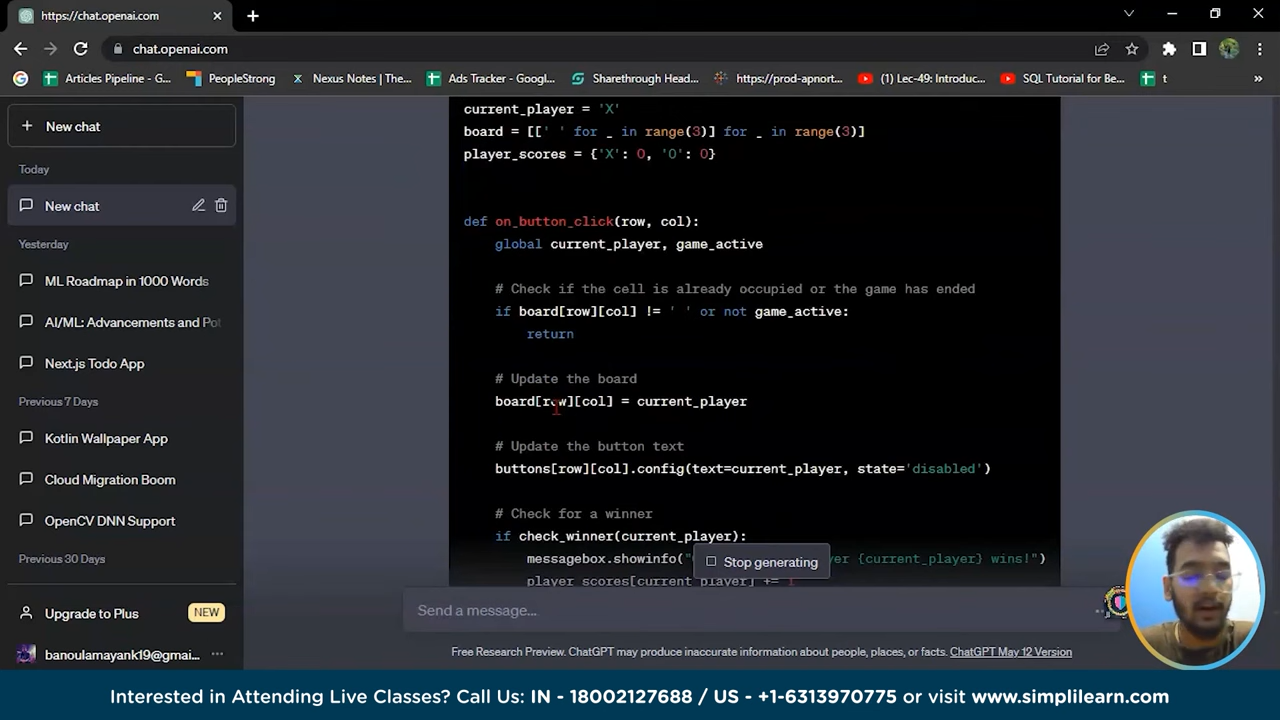 https://chat.openai.com
chat.openai.com
Articles Pipeline - G...
PeopleStrong
Nexus Notes | The...
Ads Tracker - Googl...
Sharethrough Head...
https://prod-apnort...
(1) Lec-49: Introduc...
SQL Tutorial for Be...
t
New chat
Today
New chat
Yesterday
ML Roadmap in 1000 Words
AI/ML: Advancements and Pot
Next.js Todo App
Previous 7 Days
Kotlin Wallpaper App
Cloud Migration Boom
OpenCV DNN Support
Previous 30 Days
Upgrade to Plus
NEW
banoulamayank19@gmai...
current_player = 'X'
board = [[' ' for _ in range(3)] for _ in range(3)]
player_scores = {'X': 0, 'O': 0}
def on_button_click(row, col):
global current_player, game_active
# Check if the cell is already occupied or the game has ended
if board[row][col] != ' ' or not game_active:
return
# Update the board
board[row][col] = current_player
# Update the button text
buttons[row][col].config(text=current_player, state='disabled')
# Check for a winner
if check_winner(current_player):
messagebox.showinfo(" {current_player} wins!")
player_scores[current_player] += 1
Stop generating
Send a message...
Free Research Preview. ChatGPT may produce inaccurate information about people, places, or facts. ChatGPT May 12 Version
Interested in Attending Live Classes? Call Us: IN - 18002127688 / US - +1-6313970775 or visit www.simplilearn.com